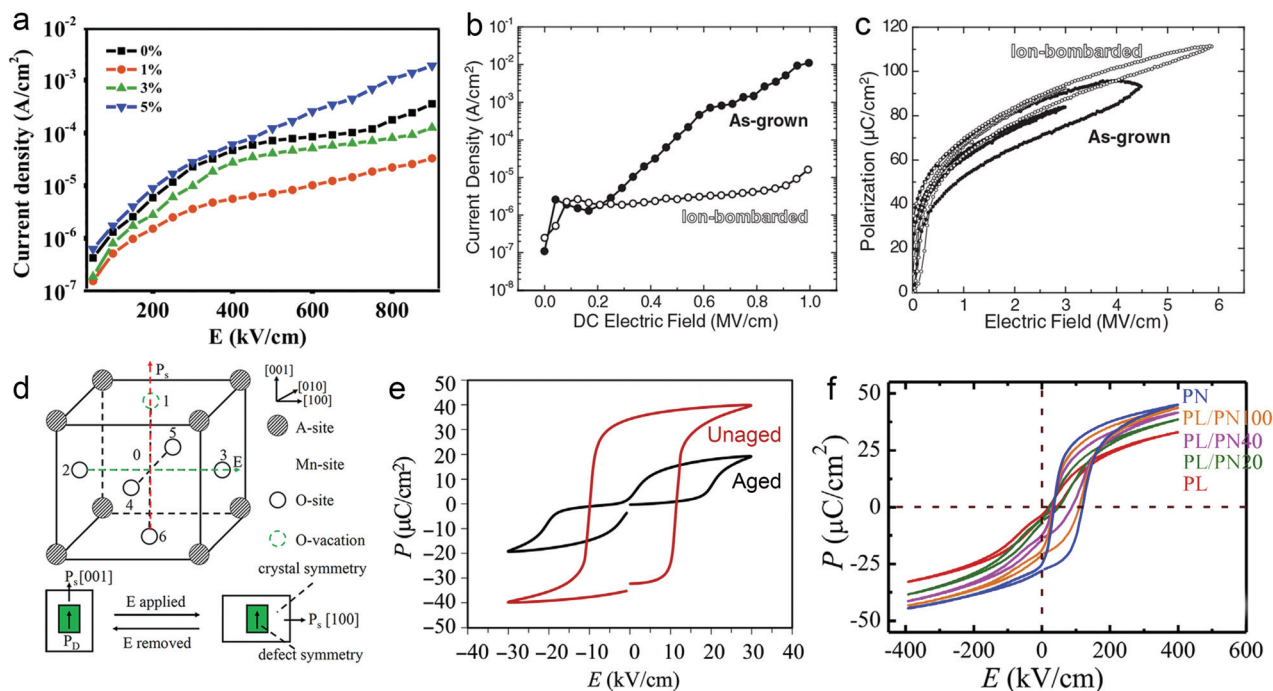 a
Current density (A/cm²)
10⁻²
10⁻³
10⁻⁴
10⁻⁵
10⁻⁶
10⁻⁷
0%
1%
3%
5%
200 400 600 800
E (kV/cm)
b
Current Density (A/cm²)
10⁻¹
10⁻²
10⁻³
10⁻⁴
10⁻⁵
10⁻⁶
10⁻⁷
10⁻⁸
As-grown
Ion-bombarded
0.0 0.2 0.4 0.6 0.8 1.0
DC Electric Field (MV/cm)
c
Polarization (µC/cm²)
120
100
80
60
40
20
0
Ion-bombarded
As-grown
0 1 2 3 4 5 6
Electric Field (MV/cm)
d
Pₛ
[001]
[010]
[100]
1
5
0
2
3
E
4
6
A-site
Mn-site
O-site
O-vacation
crystal symmetry
Pₛ[001]
E applied
E removed
P_D
Pₛ [100]
defect symmetry
e
P (µC/cm²)
50
40
30
20
10
0
−10
−20
−30
−40
−50
Unaged
Aged
−30 −20 −10 0 10 20 30
E (kV/cm)
f
P (µC/cm²)
50
25
0
-25
-50
PN
PL/PN100
PL/PN40
PL/PN20
PL
-400 -200 0 200 400 600
E (kV/cm)